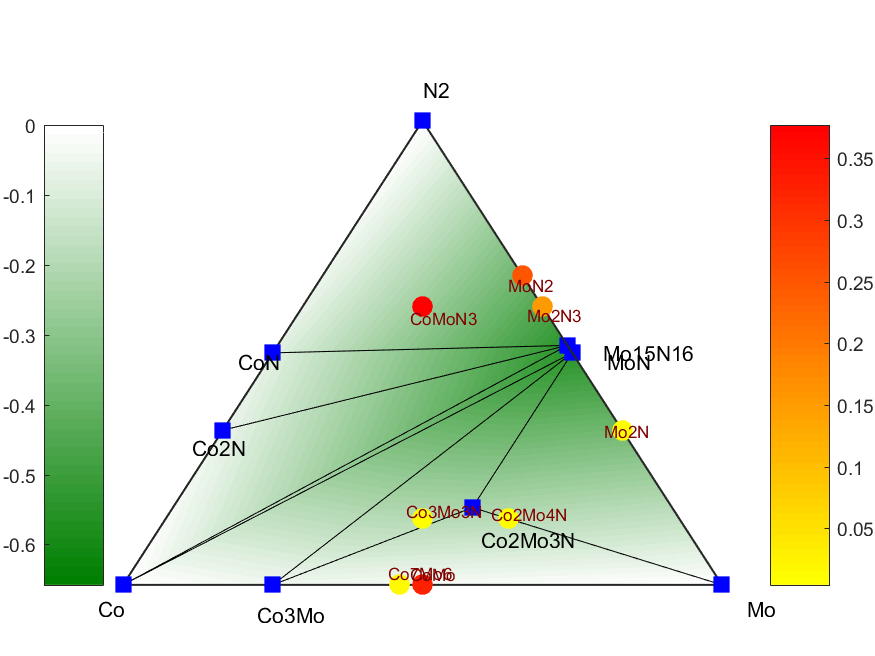 N2
0
-0.1
-0.2
-0.3
-0.4
-0.5
-0.6
0.35
0.3
0.25
0.2
0.15
0.1
0.05
MoN2
Mo2N3
CoMoN3
Mo15N16
MoN
CoN
Mo2N
Co2N
Co3Mo3N
Co2Mo4N
Co2Mo3N
Co7Mo6
CoMo
Co
Co3Mo
Mo